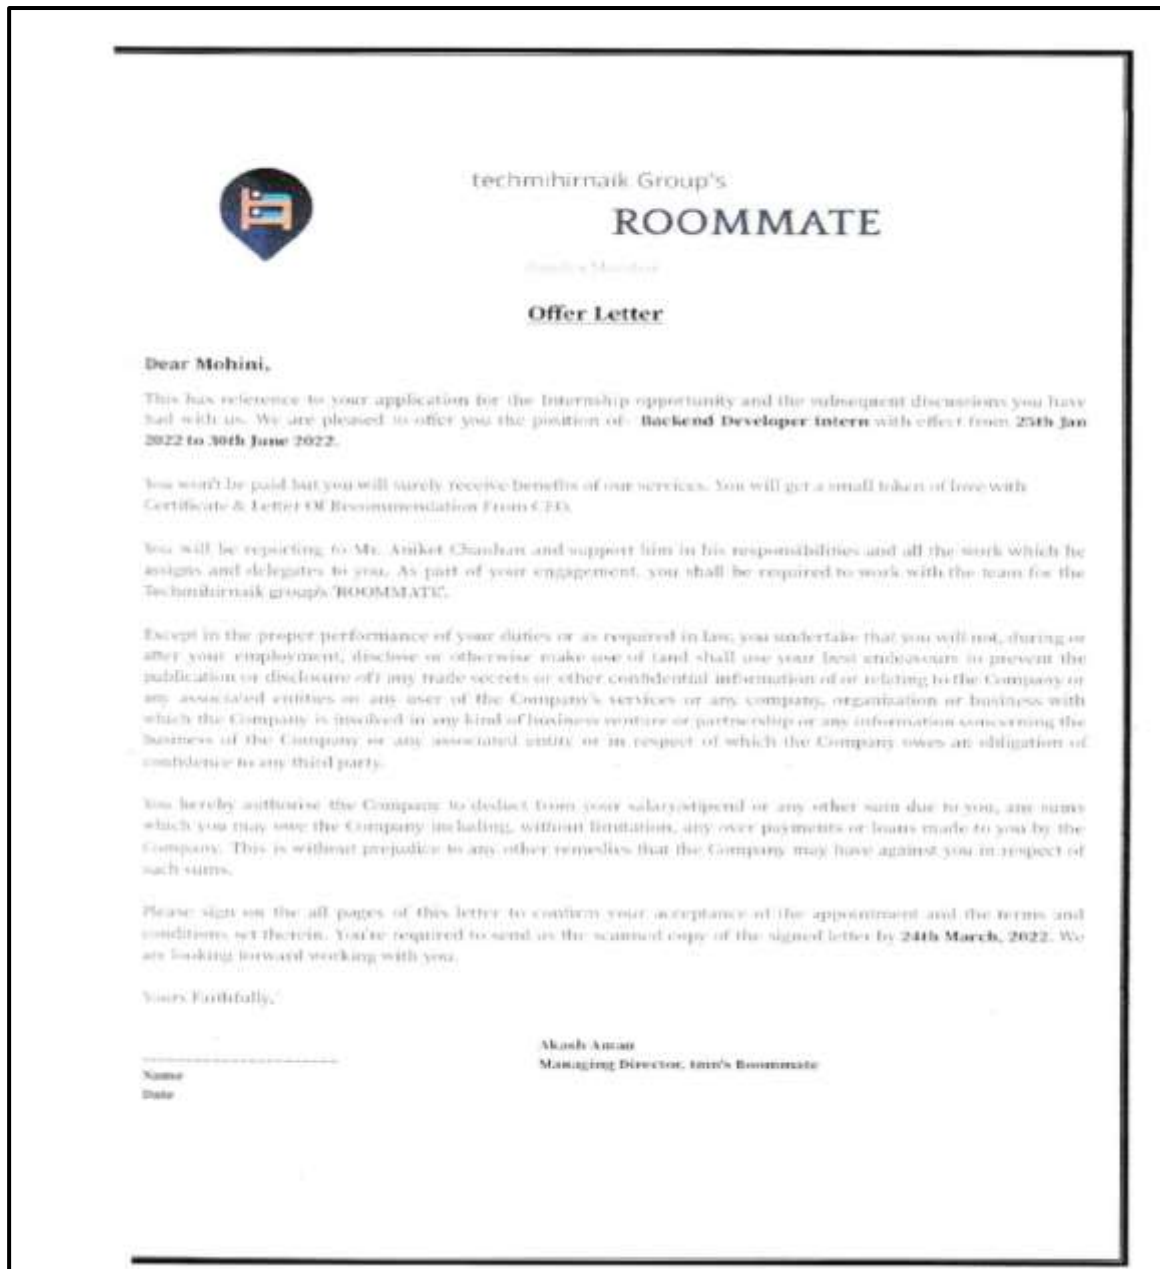 techmihirnaik Group's
ROOMMATE
Offer Letter
Dear Mohini,
This has reference to your application for the Internship opportunity and the subsequent discussions you have
had with us. We are pleased to offer you the position of Backend Developer Intern with effect from 25th Jan
2022 to 30th June 2022.
You won't be paid but you will surely receive benefits of our services. You will get a small token of love with
Certificate & Letter Of Recommendation From CEO.
You will be reporting to Mr. Aniket Chauhan and support him in his responsibilities and all the work which he
assigns and delegates to you. As part of your engagement, you shall be required to work with the team for the
Techmihirnaik group's 'ROOMMATE'.
Except in the proper performance of your duties or as required in law, you undertake that you will not, during or
after your employment, disclose or otherwise make use of (and shall use your best endeavours to prevent the
publication or disclosure of) any trade secrets or other confidential information of or relating to the Company or
any associated entities or any user of the Company's services or any company, organization or business with
which the Company is involved in any kind of business venture or partnership or any information concerning the
business of the Company or any associated entity or in respect of which the Company owes an obligation of
confidence to any third party.
You hereby authorise the Company to deduct from your salary/stipend or any other sum due to you, any sums
which you may owe the Company including, without limitation, any over payments or loans made to you by the
Company. This is without prejudice to any other remedies that the Company may have against you in respect of
such sums.
Please sign on the all pages of this letter to confirm your acceptance of the appointment and the terms and
conditions set therein. You're required to send us the scanned copy of the signed letter by 24th March, 2022. We
are looking forward working with you.
Yours Faithfully,
Akash Aman
Managing Director, tmn's Roommate
Name
Date